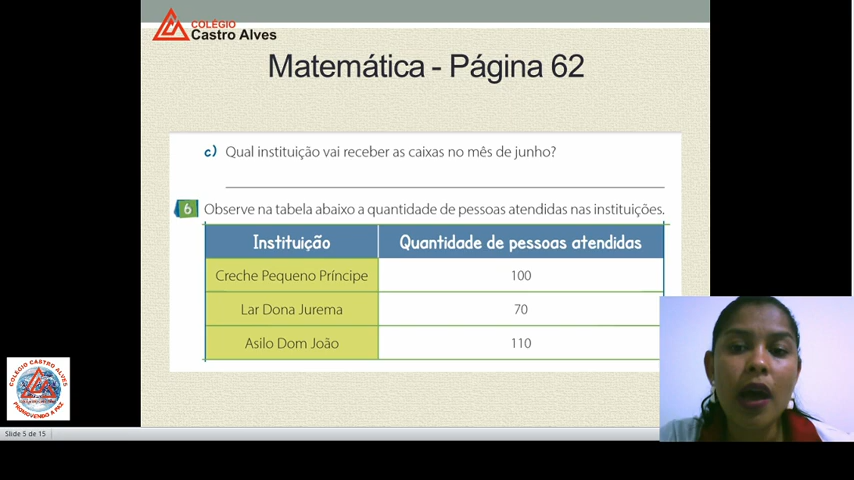 COLÉGIO
Castro Alves
Matemática - Página 62
c) Qual instituição vai receber as caixas no mês de junho?
6 Observe na tabela abaixo a quantidade de pessoas atendidas nas instituições.
Instituição Quantidade de pessoas atendidas
Creche Pequeno Príncipe 100
Lar Dona Jurema 70
Asilo Dom João 110
COLÉGIO CASTRO ALVES
PROMOVENDO A PAZ
Slide 5 de 15